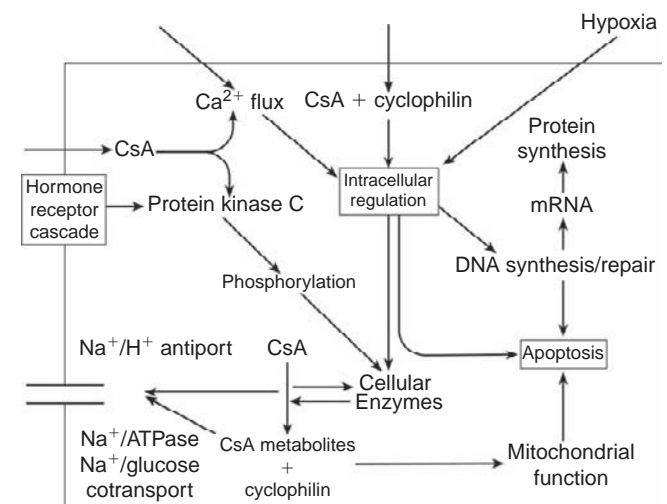 Hypoxia
Ca2+ flux
CsA + cyclophilin
Protein
synthesis
CsA
Hormone
receptor
cascade
Protein kinase C
Intracellular
regulation
mRNA
DNA synthesis/repair
Phosphorylation
Na+/H+ antiport
CsA
Apoptosis
Cellular
Enzymes
Na+/ATPase
Na+/glucose
cotransport
CsA metabolites
+
cyclophilin
Mitochondrial
function